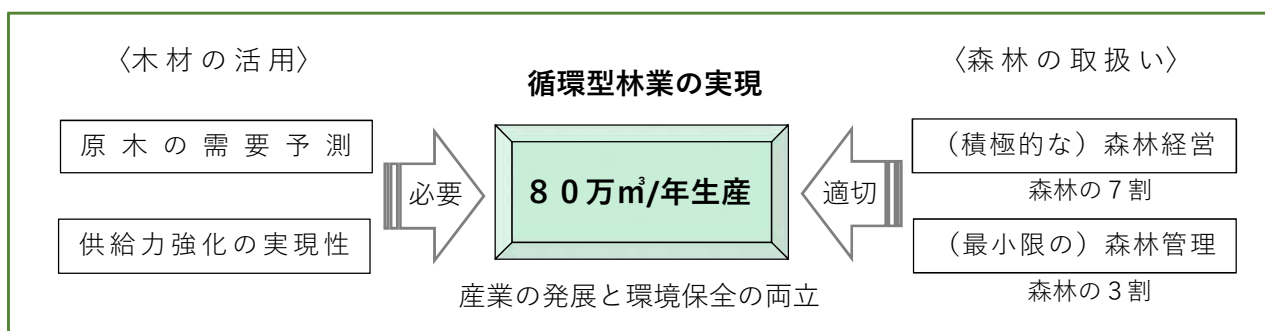 〈木材の活用〉
原木の需要予測
供給力強化の実現性
必要
循環型林業の実現
80万㎥/年生産
産業の発展と環境保全の両立
適切
〈森林の取扱い〉
(積極的な)森林経営
森林の7割
(最小限の)森林管理
森林の3割